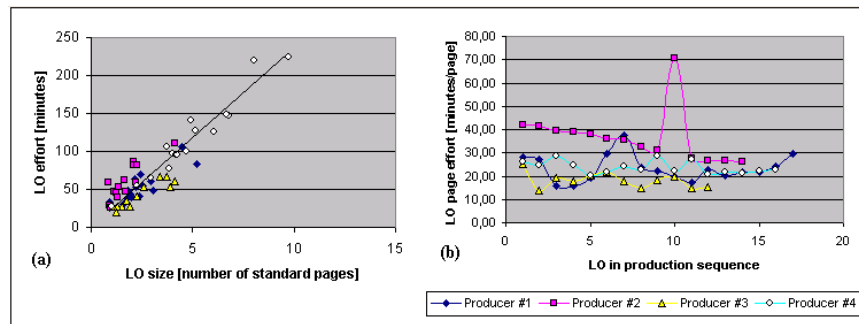 250
200
150
100
50
0
0
5
10
15
LO effort [minutes]
LO size [number of standard pages]
(a)
80,00
70,00
60,00
50,00
40,00
30,00
20,00
10,00
0,00
0
5
10
15
20
LO page effort [minutes/page]
LO in production sequence
(b)
Producer #1
Producer #2
Producer #3
Producer #4